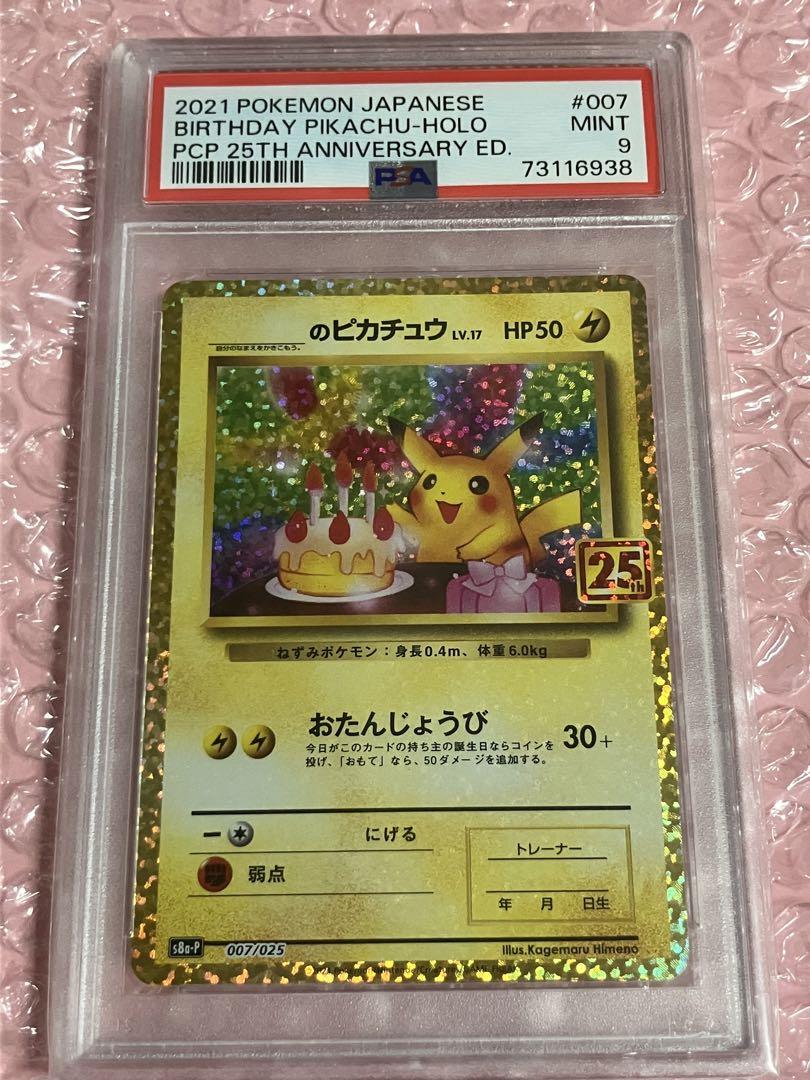 2021 POKEMON JAPANESE #007
BIRTHDAY PIKACHU-HOLO MINT
PCP 25TH ANNIVERSARY ED. 9
PSA 73116938
のピカチュウ LV.17 HP50
自分のなまえをかきこもう。
25th
ねずみポケモン：身長0.4m、体重6.0kg
おたんじょうび 30+
今日がこのカードの持ち主の誕生日ならコインを
投げ、「おもて」なら、50ダメージを追加する。
にげる
弱点
トレーナー
年 月 日生
s8a-P 007/025 Illus.Kagemaru Himeno